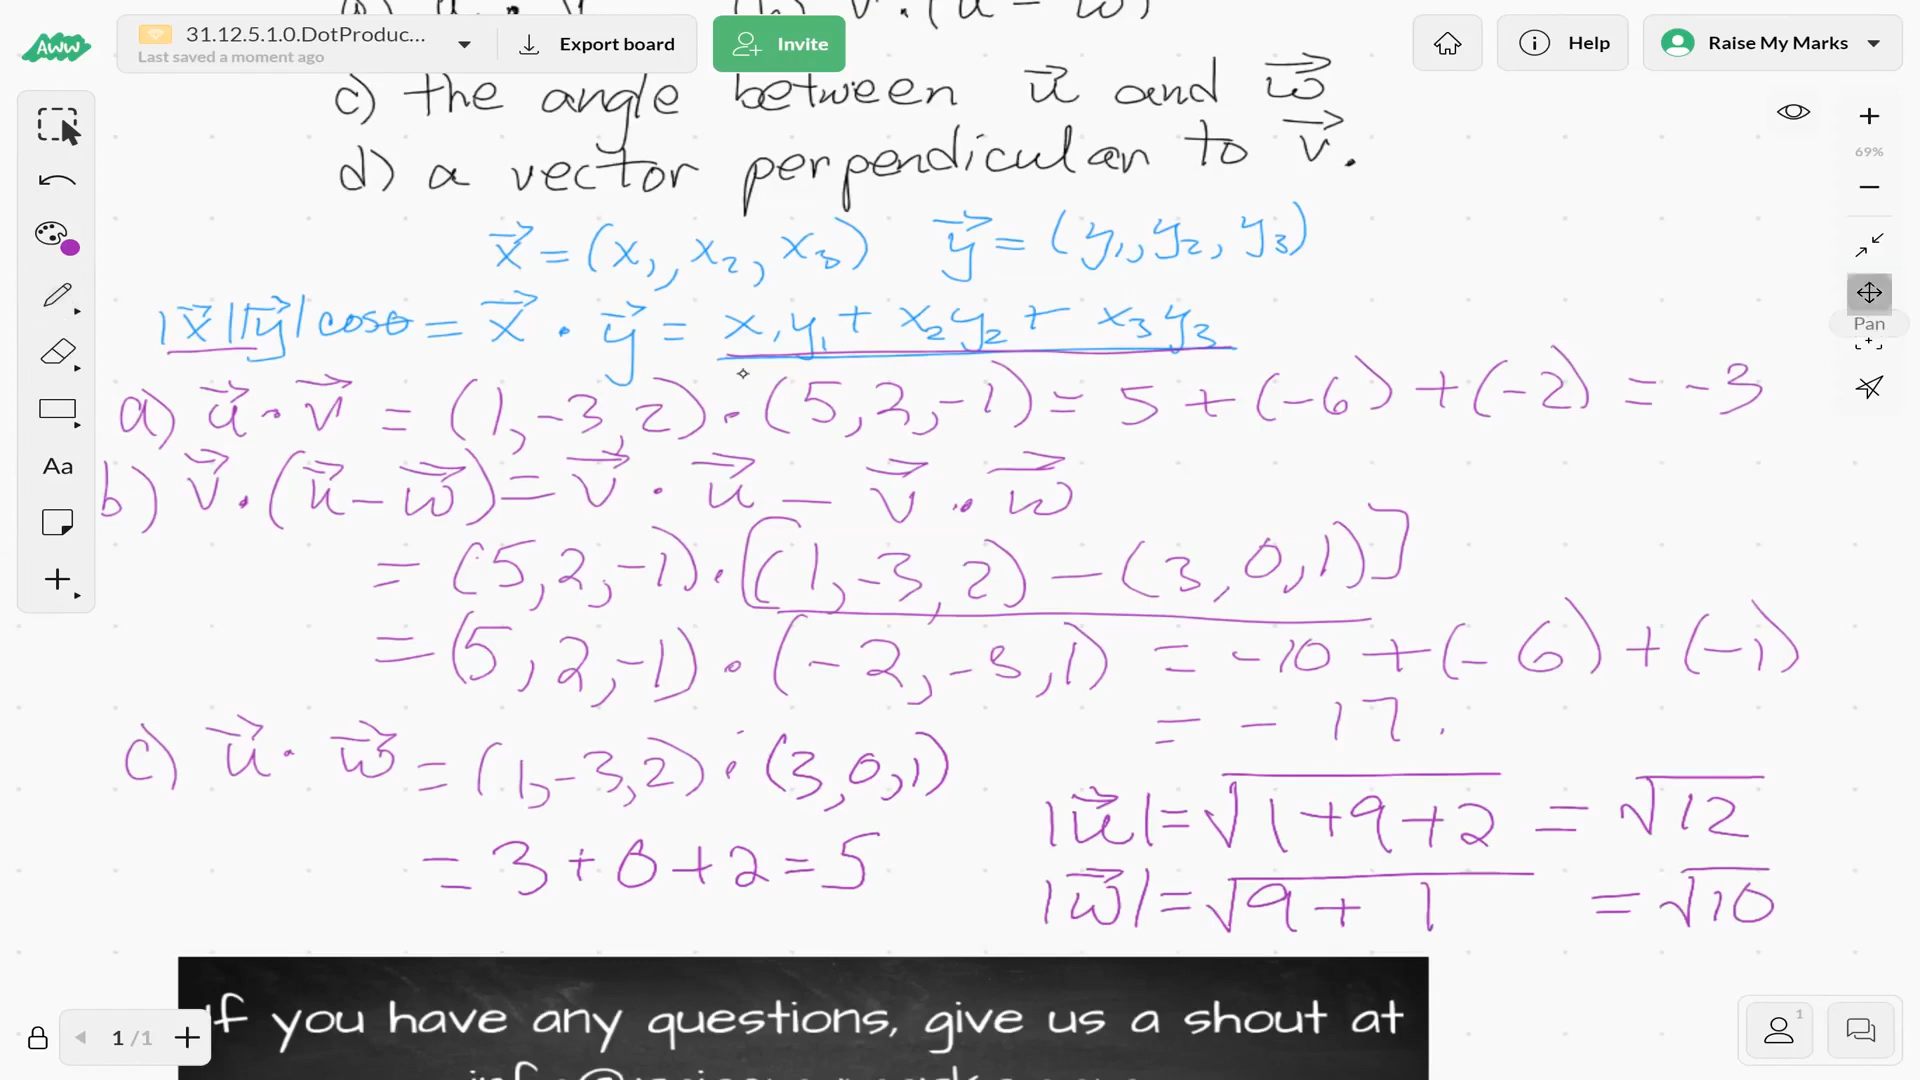 AWW
31.12.5.1.0.DotProduc...
Last saved a moment ago
Export board
Invite
Help
Raise My Marks
c) the angle between u⃗ and w⃗
d) a vector perpendicular to v⃗.
69%
x⃗ = (x₁, x₂, x₃) y⃗ = (y₁, y₂, y₃)
|x⃗||y⃗| cosθ = x⃗ · y⃗ = x₁y₁ + x₂y₂ + x₃y₃
Pan
a) u⃗ · v⃗ = (1, -3, 2) · (5, 2, -1) = 5 + (-6) + (-2) = -3
b) v⃗ · (u⃗ - w⃗) = v⃗ · u⃗ - v⃗ · w⃗
= (5, 2, -1) · [(1, -3, 2) - (3, 0, 1)]
= (5, 2, -1) · (-2, -3, 1) = -10 + (-6) + (-1)
= -17.
c) u⃗ · w⃗ = (1, -3, 2) · (3, 0, 1)
= 3 + 0 + 2 = 5
|u⃗| = √(1+9+2) = √12
|w⃗| = √(9+1) = √10
Aa
If you have any questions, give us a shout at
1 / 1
1